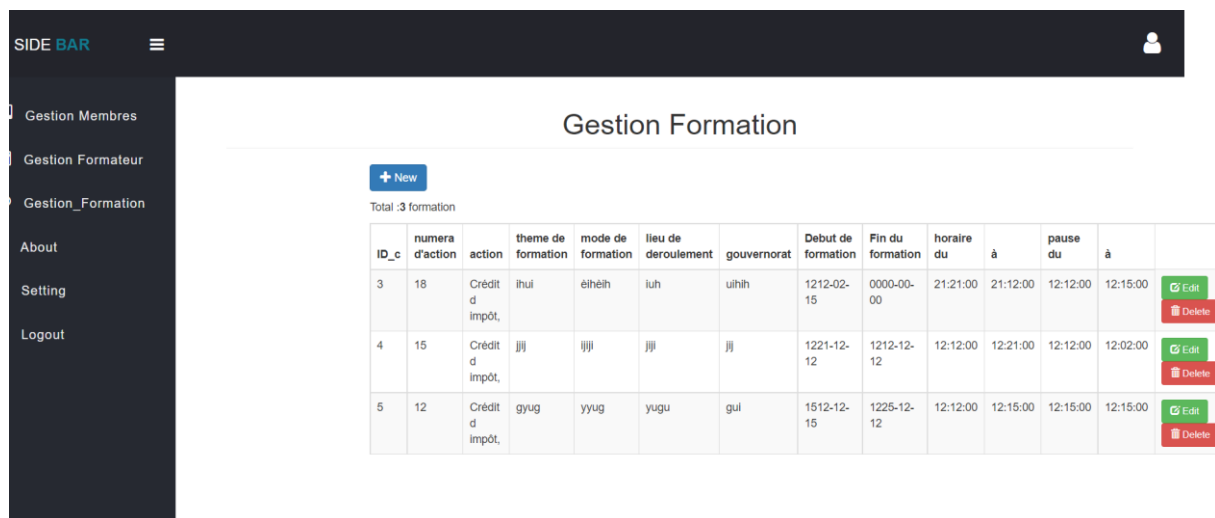 SIDE BAR
Gestion Membres
Gestion Formateur
Gestion_Formation
About
Setting
Logout
Gestion Formation
New
Total :3 formation
ID_c numera d'action action theme de formation mode de formation lieu de deroulement gouvernorat Debut de formation Fin du formation horaire du à pause du à
3 18 Crédit d impôt, ihui èihéih iuh uihih 1212-02-15 0000-00-00 21:21:00 21:12:00 12:12:00 12:15:00 Edit Delete
4 15 Crédit d impôt, jjij ijiji jiji jij 1221-12-12 1212-12-12 12:12:00 12:21:00 12:12:00 12:02:00 Edit Delete
5 12 Crédit d impôt, gyug yyug yugu gui 1512-12-15 1225-12-12 12:12:00 12:15:00 12:15:00 12:15:00 Edit Delete